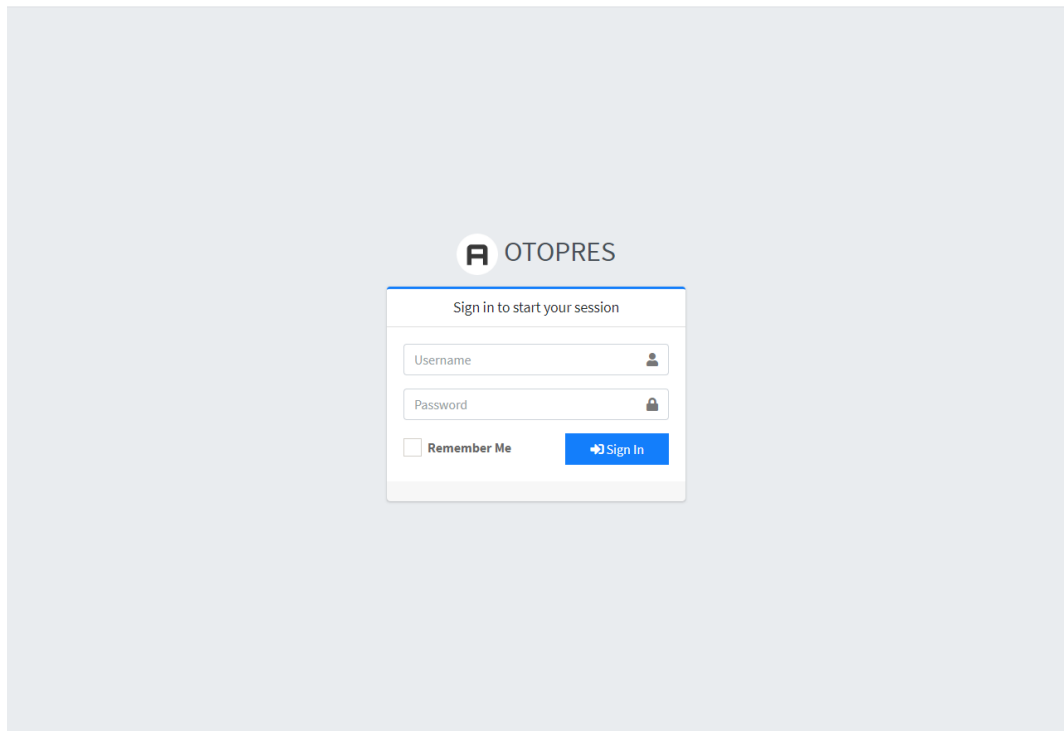 A OTOPRES
Sign in to start your session
Username
Password
Remember Me
Sign In